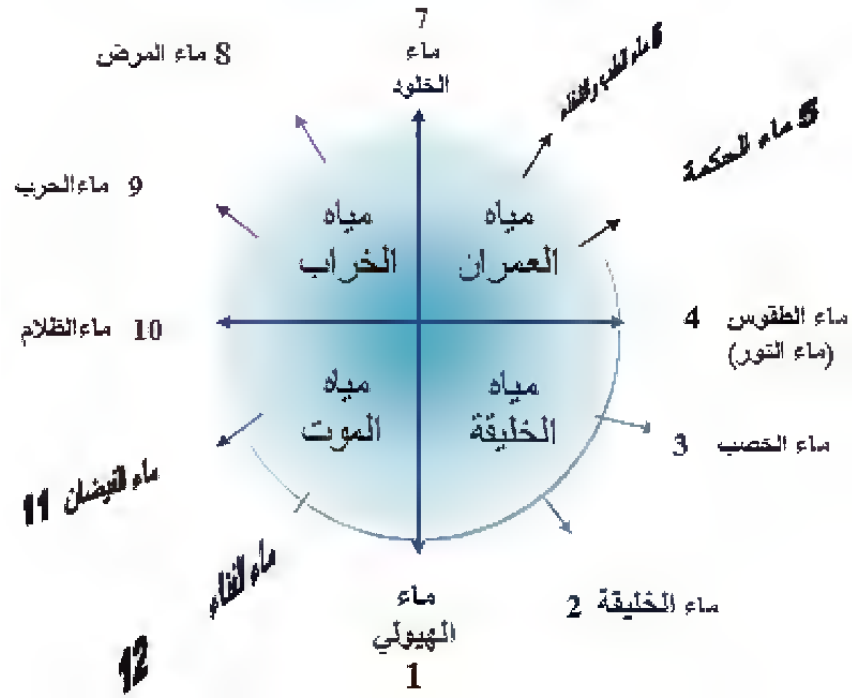 7
ماء
الخلود
8 ماء المرض
6 ماء الطب والشفاء
5 ماء الحكمة
9 ماء الحرب
مياه
الخراب
مياه
العمران
10 ماء الظلام
4 ماء الطقوس
(ماء النور)
مياه
الموت
مياه
الخليقة
3 ماء الخصب
11 ماء الفيضان
12 ماء الفناء
2 ماء الخليقة
ماء
الهيولي
1